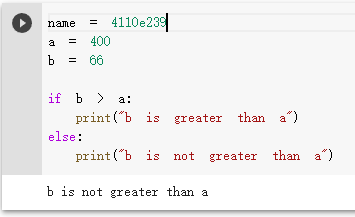 name = 4110e239
a = 400
b = 66

if b > a:
    print("b is greater than a")
else:
    print("b is not greater than a")
b is not greater than a